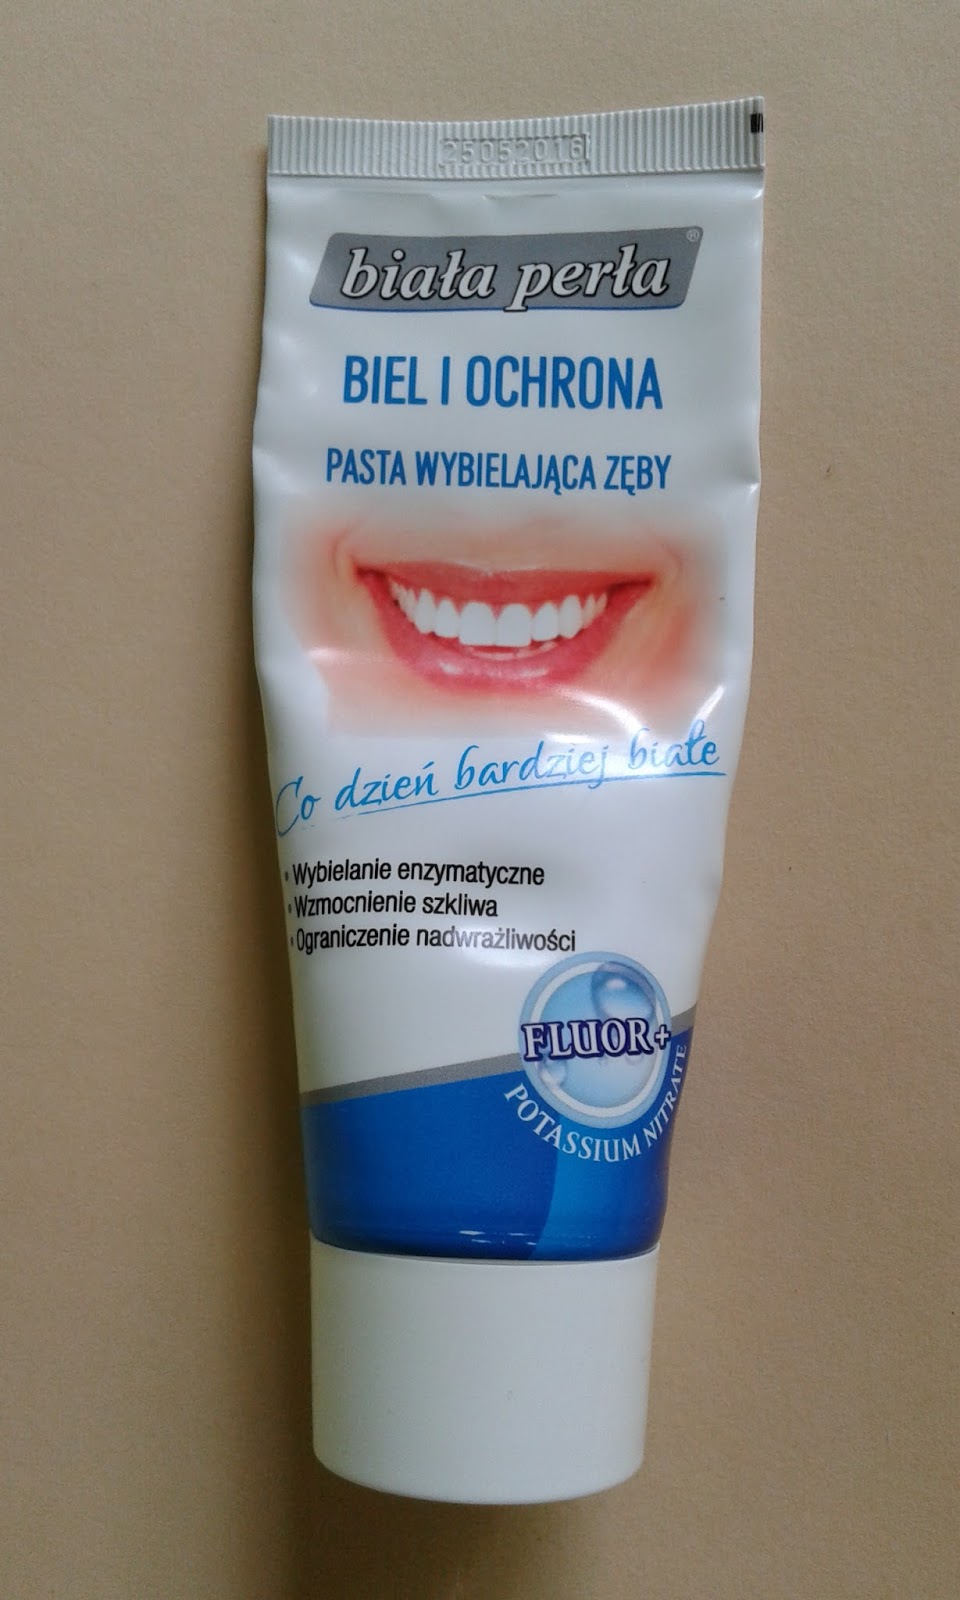 25052016
biała perła®
BIEL I OCHRONA
PASTA WYBIELAJĄCA ZĘBY
Co dzień bardziej białe
• Wybielanie enzymatyczne
• Wzmocnienie szkliwa
• Ograniczenie nadwrażliwości
FLUOR+
POTASSIUM NITRATE